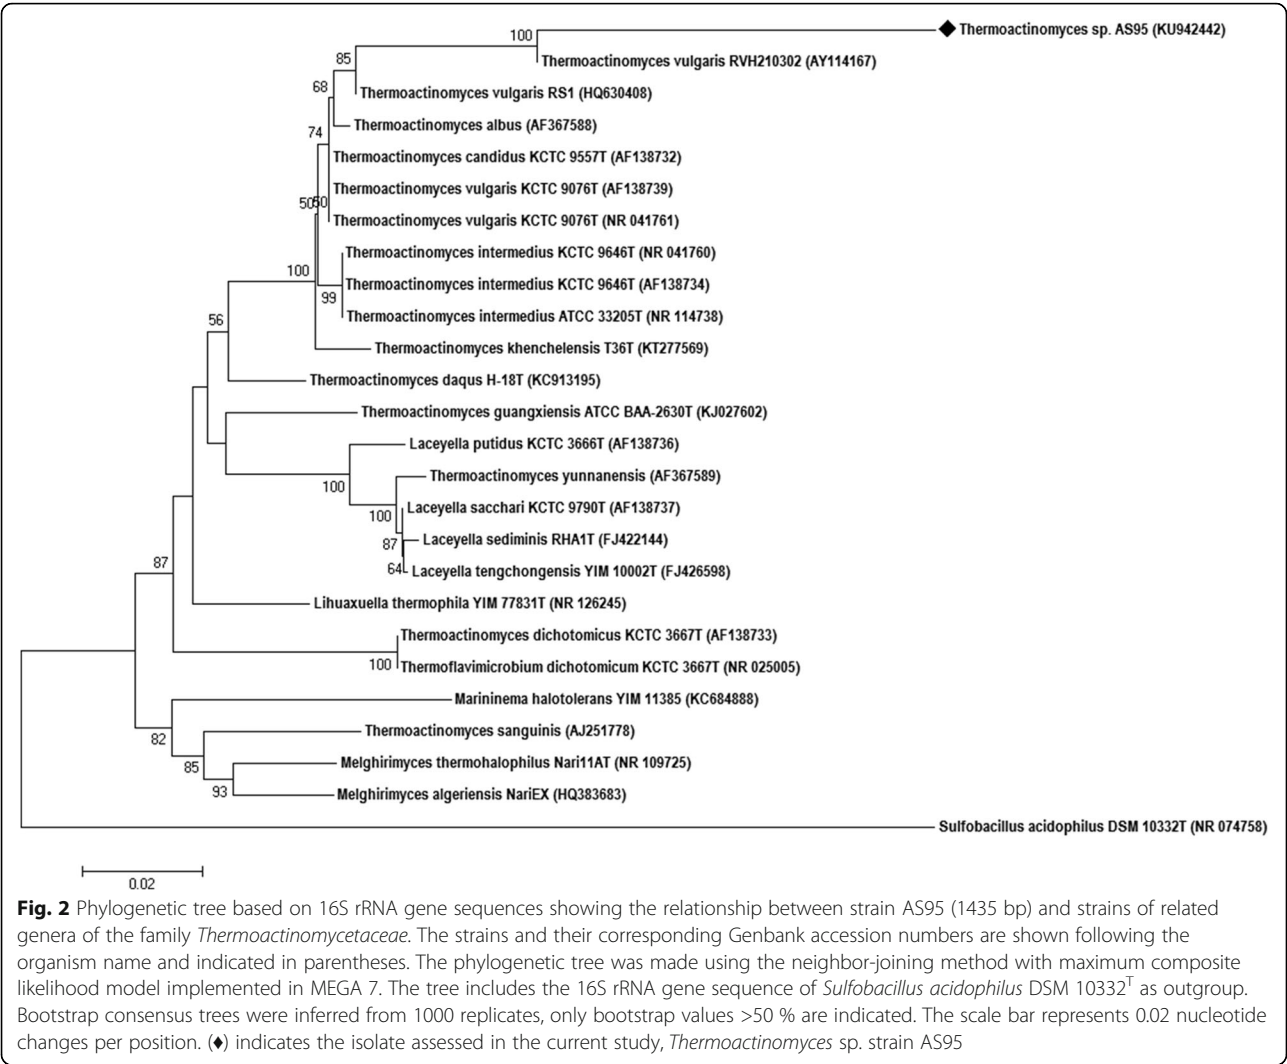 100
◆ Thermoactinomyces sp. AS95 (KU942442)
Thermoactinomyces vulgaris RVH210302 (AY114167)
85
Thermoactinomyces vulgaris RS1 (HQ630408)
68
Thermoactinomyces albus (AF367588)
74
Thermoactinomyces candidus KCTC 9557T (AF138732)
Thermoactinomyces vulgaris KCTC 9076T (AF138739)
5050
Thermoactinomyces vulgaris KCTC 9076T (NR 041761)
Thermoactinomyces intermedius KCTC 9646T (NR 041760)
100
Thermoactinomyces intermedius KCTC 9646T (AF138734)
99
Thermoactinomyces intermedius ATCC 33205T (NR 114738)
56
Thermoactinomyces khenchelensis T36T (KT277569)
Thermoactinomyces daqus H-18T (KC913195)
Thermoactinomyces guangxiensis ATCC BAA-2630T (KJ027602)
Laceyella putidus KCTC 3666T (AF138736)
Thermoactinomyces yunnanensis (AF367589)
100
Laceyella sacchari KCTC 9790T (AF138737)
100
Laceyella sediminis RHA1T (FJ422144)
87
Laceyella tengchongensis YIM 10002T (FJ426598)
64
87
Lihuaxuella thermophila YIM 77831T (NR 126245)
Thermoactinomyces dichotomicus KCTC 3667T (AF138733)
100
Thermoflavimicrobium dichotomicum KCTC 3667T (NR 025005)
Marininema halotolerans YIM 11385 (KC684888)
82
Thermoactinomyces sanguinis (AJ251778)
85
Melghirimyces thermohalophilus Nari11AT (NR 109725)
93
Melghirimyces algeriensis NariEX (HQ383683)
Sulfobacillus acidophilus DSM 10332T (NR 074758)
0.02
Fig. 2 Phylogenetic tree based on 16S rRNA gene sequences showing the relationship between strain AS95 (1435 bp) and strains of related
genera of the family Thermoactinomycetaceae. The strains and their corresponding Genbank accession numbers are shown following the
organism name and indicated in parentheses. The phylogenetic tree was made using the neighbor-joining method with maximum composite
likelihood model implemented in MEGA 7. The tree includes the 16S rRNA gene sequence of Sulfobacillus acidophilus DSM 10332ᵀ as outgroup.
Bootstrap consensus trees were inferred from 1000 replicates, only bootstrap values >50 % are indicated. The scale bar represents 0.02 nucleotide
changes per position. (♦) indicates the isolate assessed in the current study, Thermoactinomyces sp. strain AS95